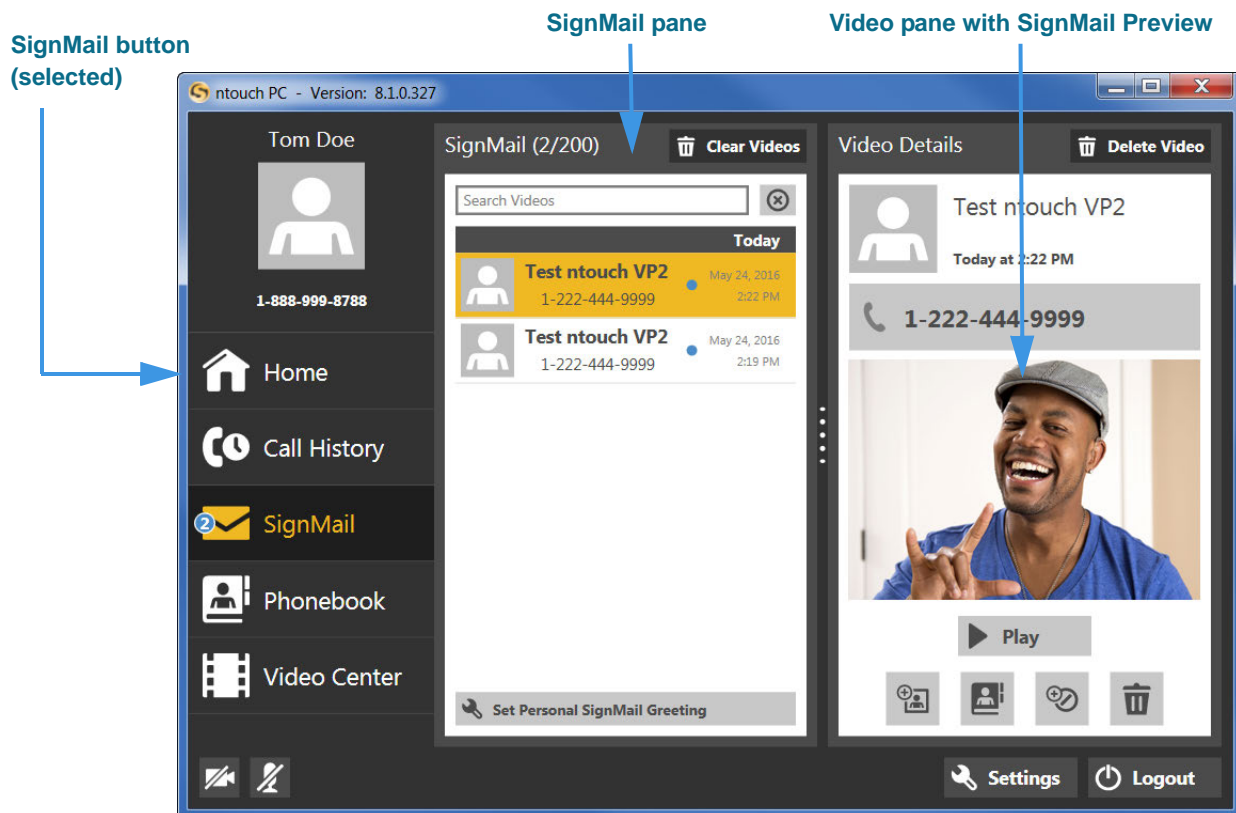 SignMail pane
Video pane with SignMail Preview
SignMail button
(selected)
ntouch PC - Version: 8.1.0.327
Tom Doe
1-888-999-8788
Home
Call History
2
SignMail
Phonebook
Video Center
SignMail (2/200)
Clear Videos
Search Videos
Today
Test ntouch VP2
May 24, 2016
1-222-444-9999
2:22 PM
Test ntouch VP2
May 24, 2016
1-222-444-9999
2:19 PM
Set Personal SignMail Greeting
Video Details
Delete Video
Test ntouch VP2
Today at 2:22 PM
1-222-444-9999
Play
Settings
Logout